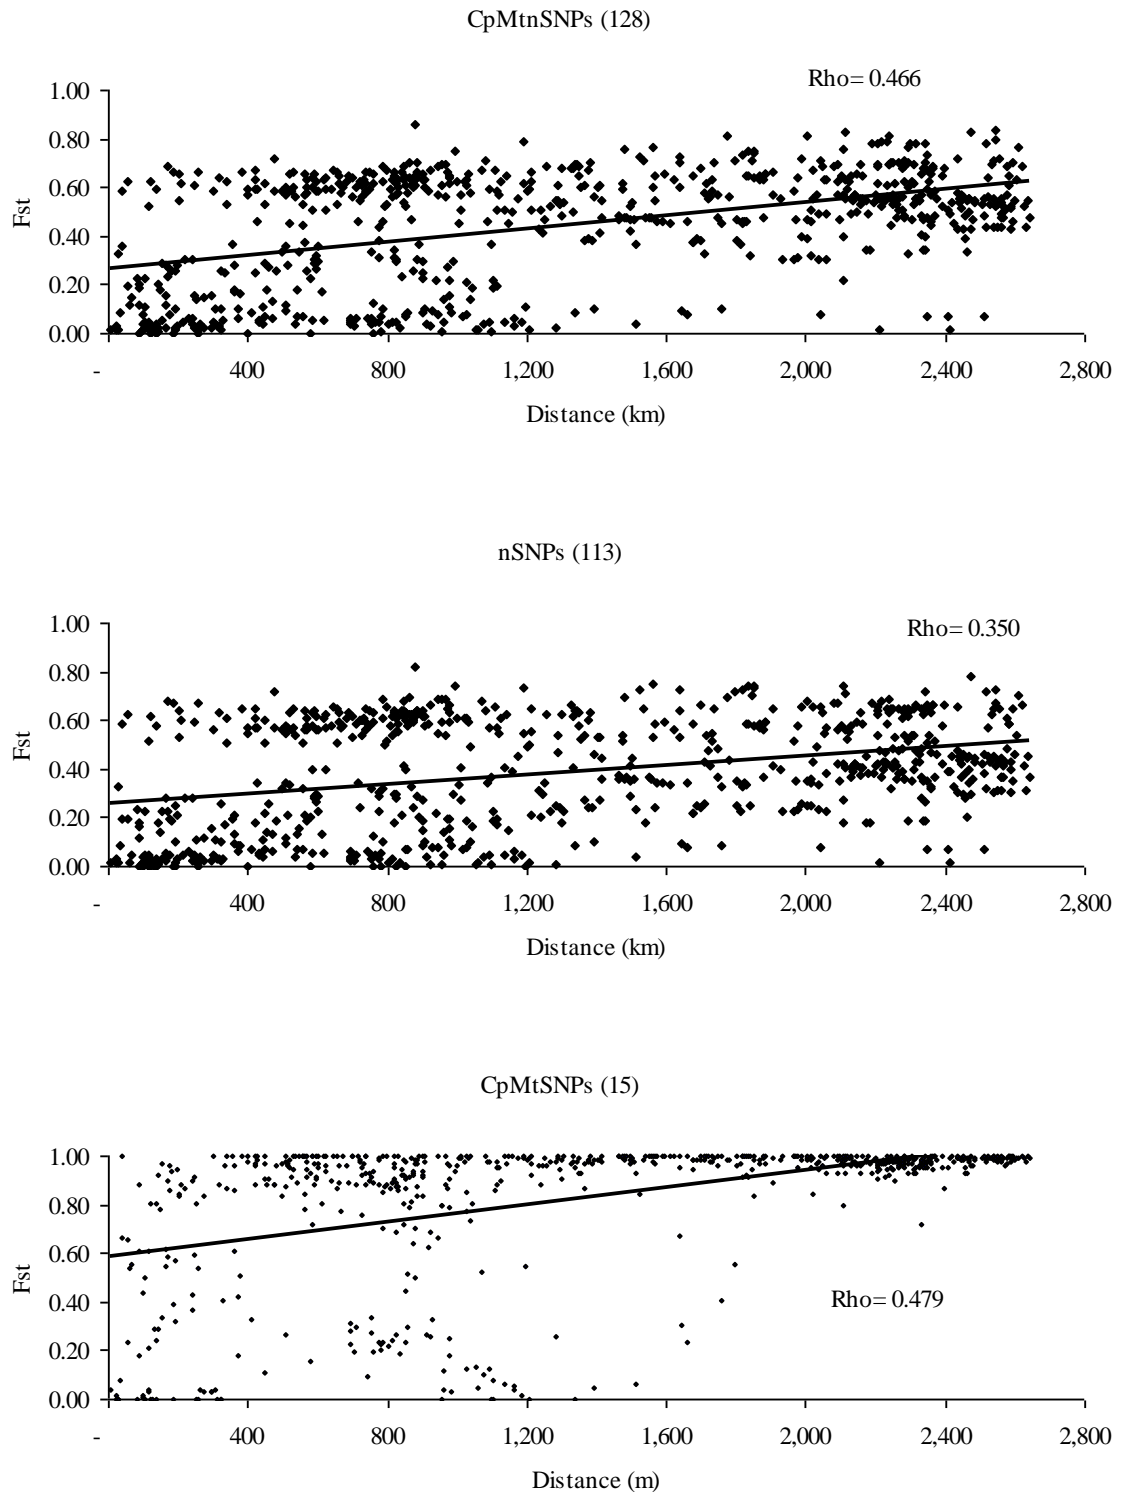 CpMtnSNPs (128)
Rho= 0.466
1.00
0.80
0.60
0.40
0.20
0.00
Fst
- 400 800 1,200 1,600 2,000 2,400 2,800
Distance (km)
nSNPs (113)
Rho= 0.350
1.00
0.80
0.60
0.40
0.20
0.00
Fst
- 400 800 1,200 1,600 2,000 2,400 2,800
Distance (km)
CpMtSNPs (15)
1.00
0.80
0.60
0.40
0.20
0.00
Fst
Rho= 0.479
- 400 800 1,200 1,600 2,000 2,400 2,800
Distance (m)